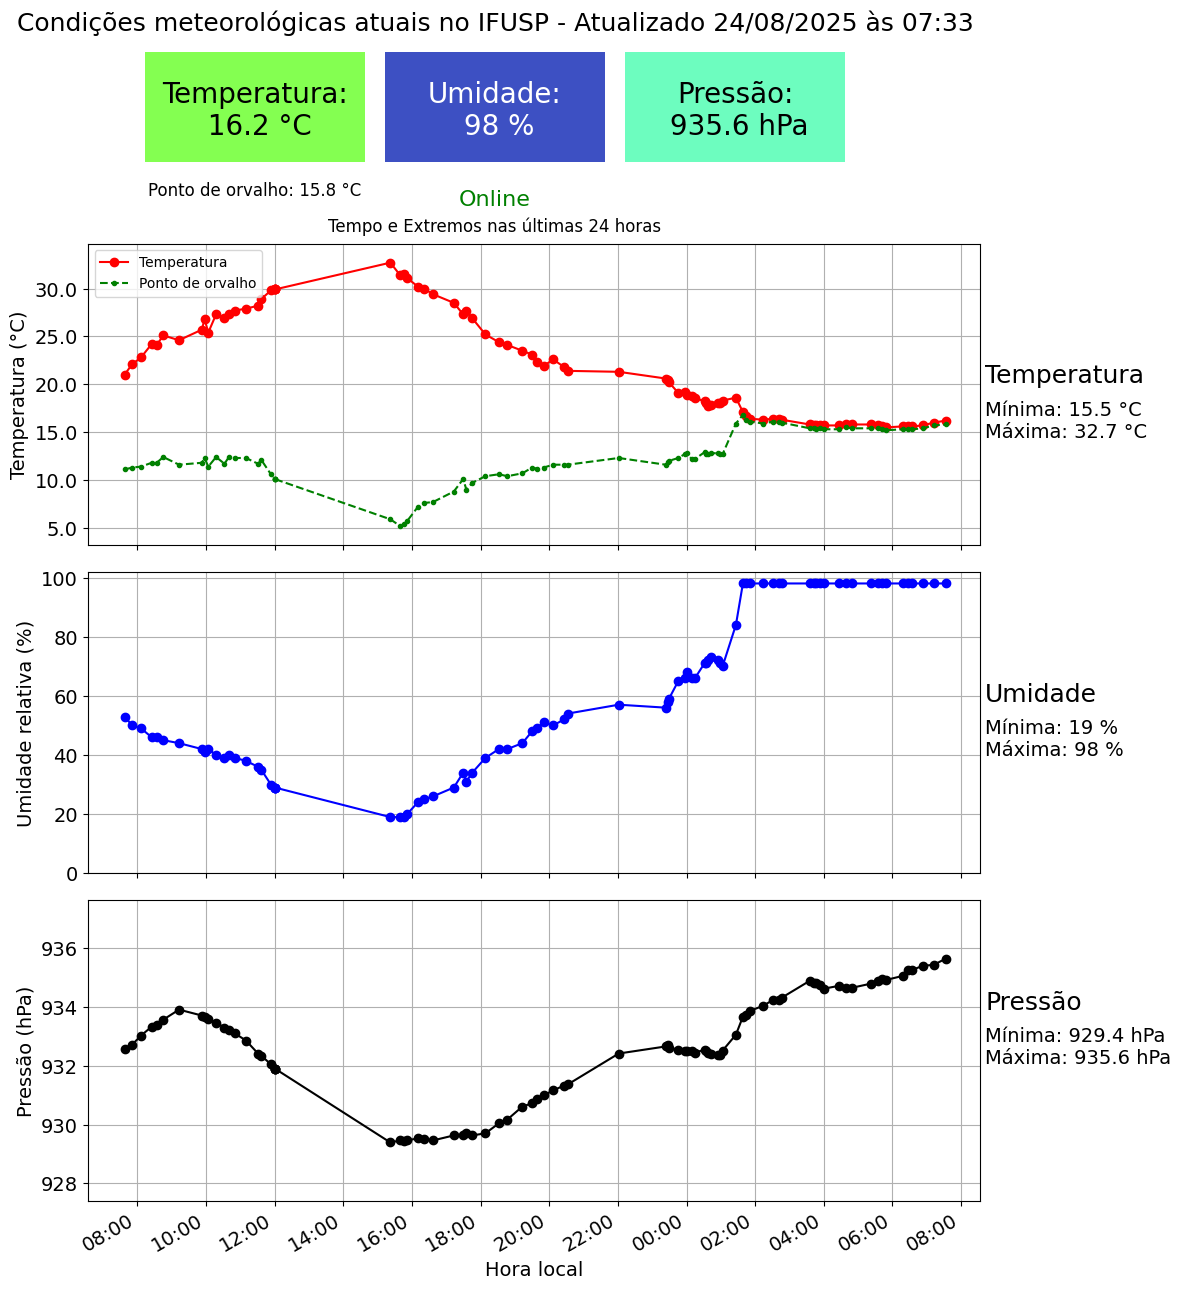 Condições meteorológicas atuais no IFUSP - Atualizado 24/08/2025 às 07:33
Temperatura:
16.2 °C
Umidade:
98 %
Pressão:
935.6 hPa
Ponto de orvalho: 15.8 °C
Online
Tempo e Extremos nas últimas 24 horas
Temperatura
Ponto de orvalho
Temperatura (°C)
30.0
25.0
20.0
15.0
10.0
5.0
Temperatura
Mínima: 15.5 °C
Máxima: 32.7 °C
Umidade relativa (%)
100
80
60
40
20
0
Umidade
Mínima: 19 %
Máxima: 98 %
Pressão (hPa)
936
934
932
930
928
Pressão
Mínima: 929.4 hPa
Máxima: 935.6 hPa
08:00 10:00 12:00 14:00 16:00 18:00 20:00 22:00 00:00 02:00 04:00 06:00 08:00
Hora local